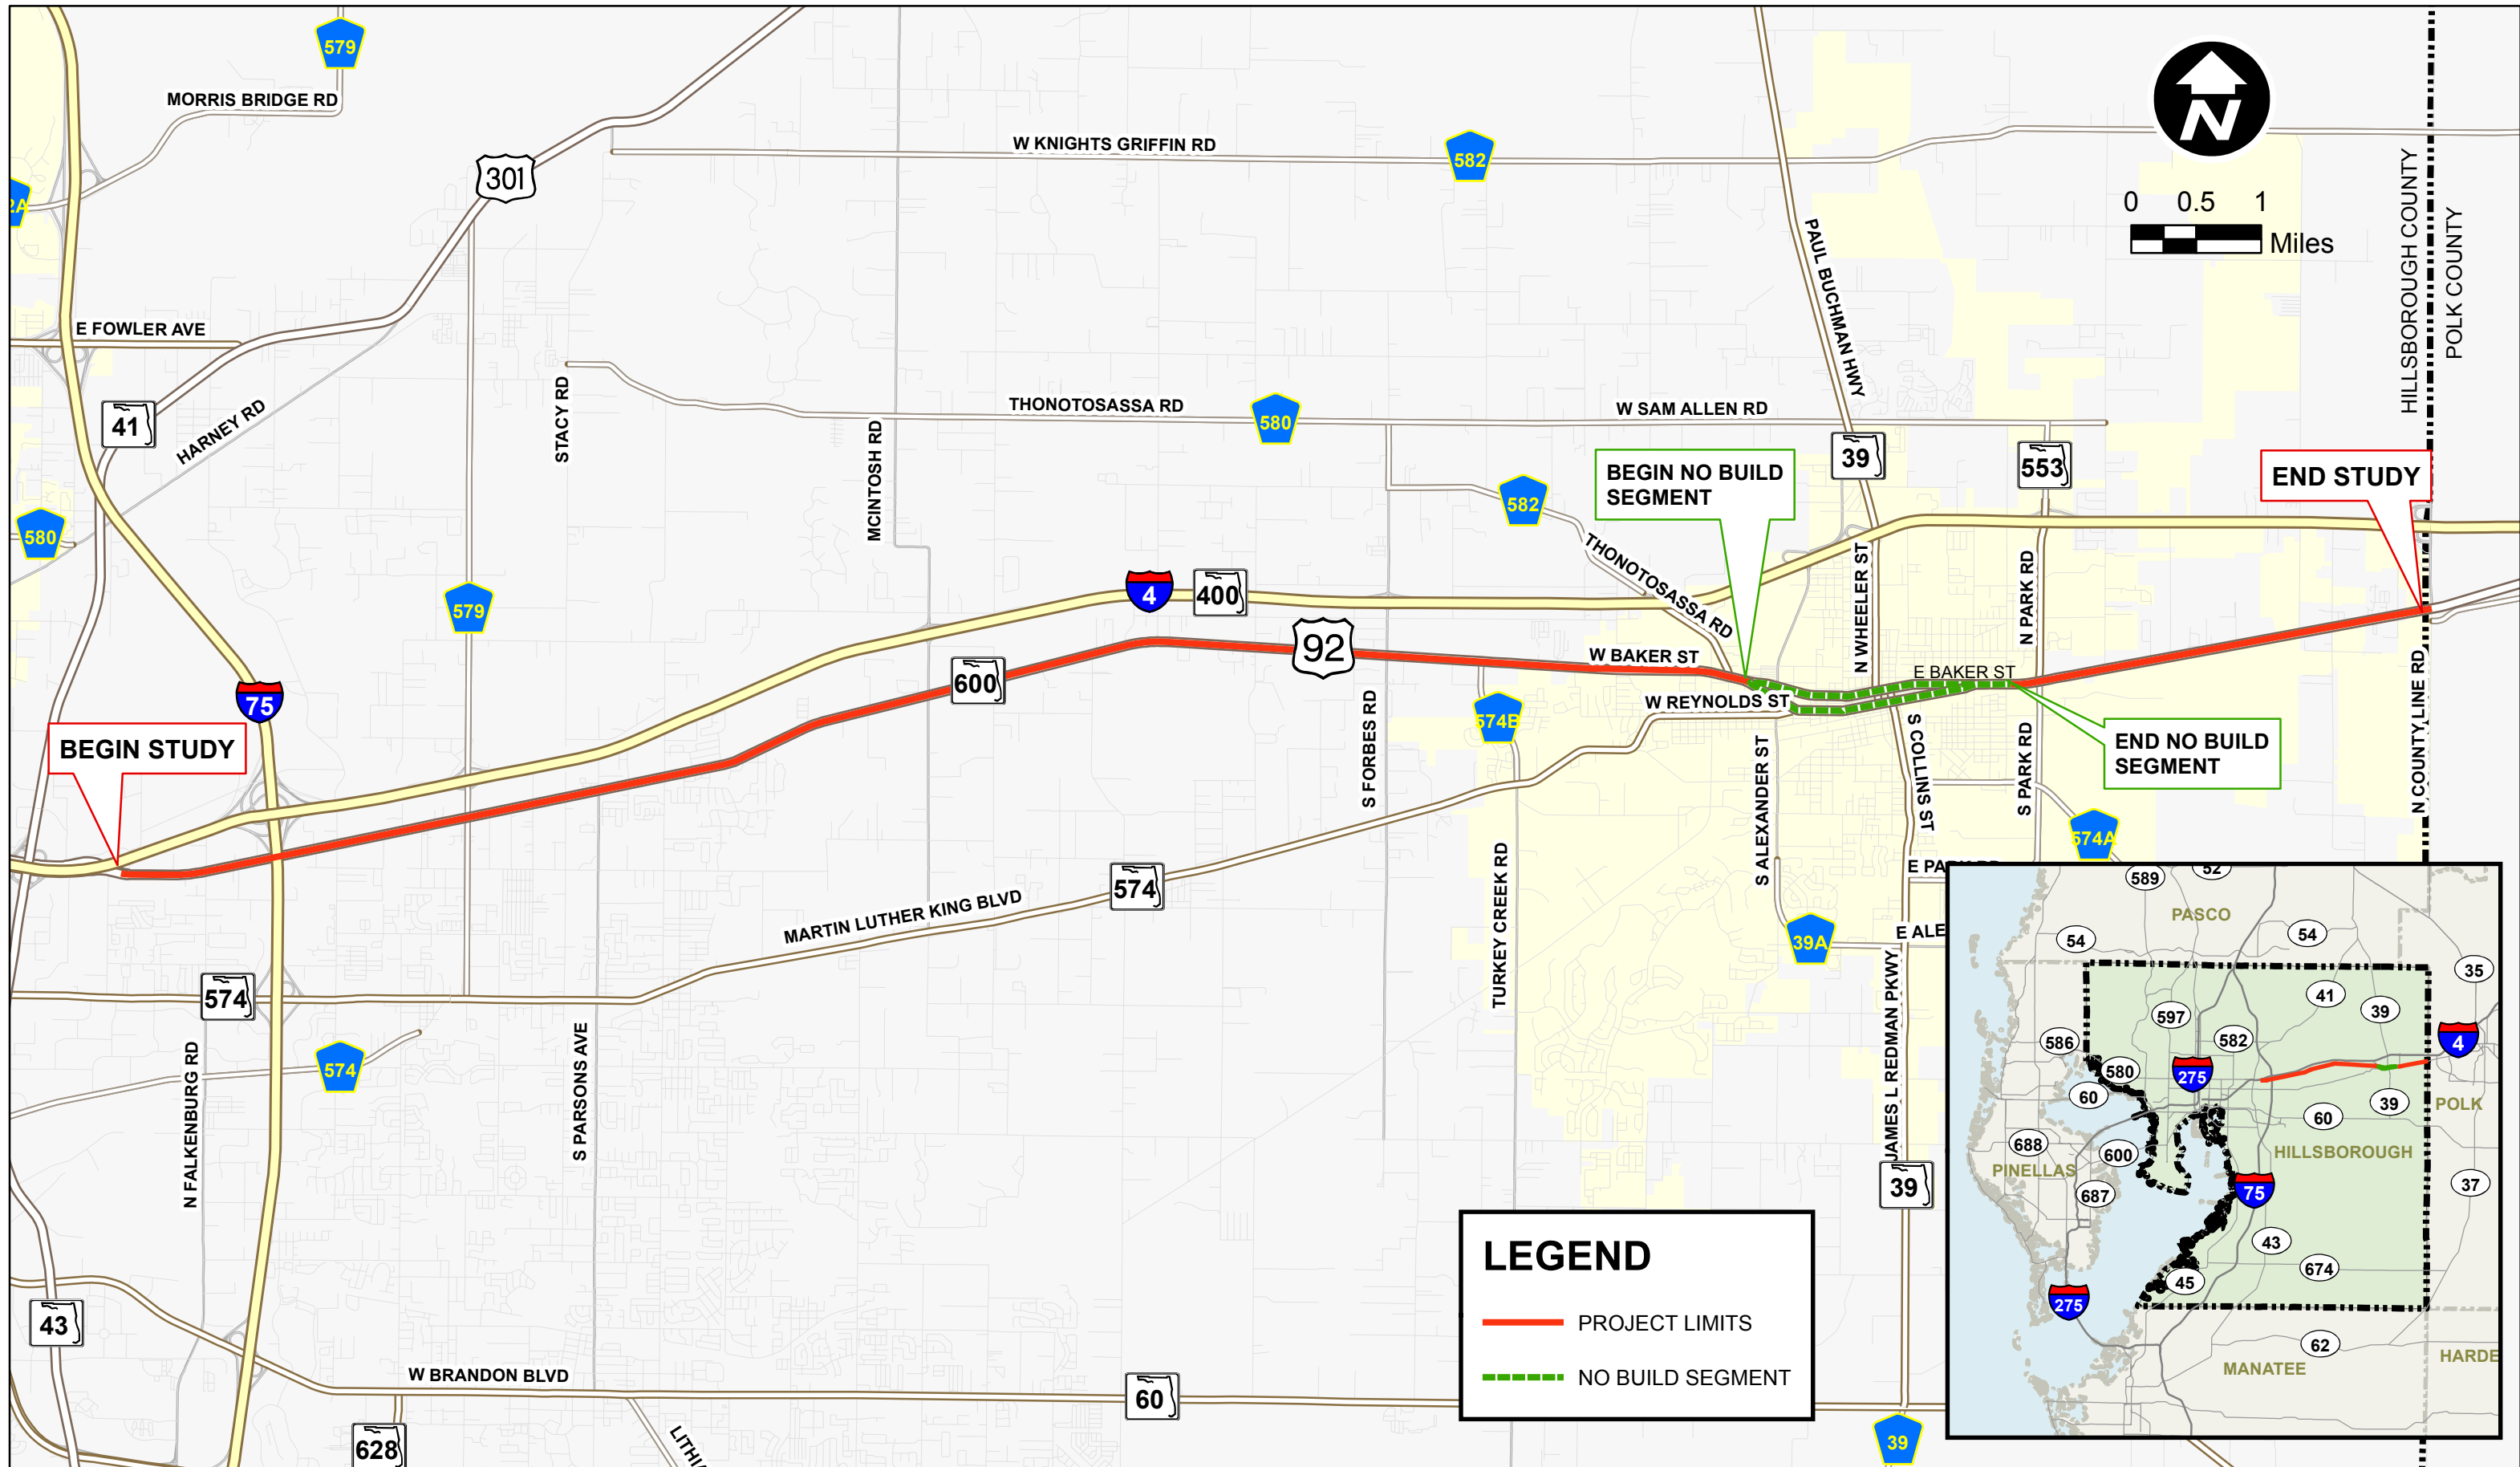 579
MORRIS BRIDGE RD
301
W KNIGHTS GRIFFIN RD
582
2A
N
0 0.5 1
Miles
HILLSBOROUGH COUNTY
POLK COUNTY
PAUL BUCHMAN HWY
E FOWLER AVE
41
HARNEY RD
STACY RD
MCINTOSH RD
THONOTOSASSA RD
580
W SAM ALLEN RD
39
553
BEGIN NO BUILD
SEGMENT
END STUDY
580
582
THONOTOSASSA RD
579
4
400
92
600
W BAKER ST
W REYNOLDS ST
E BAKER ST
N WHEELER ST
N PARK RD
N COUNTY LINE RD
75
BEGIN STUDY
574B
S FORBES RD
S ALEXANDER ST
S COLLINS ST
S PARK RD
END NO BUILD
SEGMENT
574A
574
MARTIN LUTHER KING BLVD
TURKEY CREEK RD
E PARK RD
39A
E ALE
JAMES L REDMAN PKWY
574
574
N FALKENBURG RD
S PARSONS AVE
39
43
W BRANDON BLVD
60
628
LITHI
39
LEGEND
PROJECT LIMITS
NO BUILD SEGMENT
589
52
PASCO
54
54
35
41
39
597
582
586
580
275
4
60
39
POLK
60
688
600
HILLSBOROUGH
PINELLAS
687
75
37
43
674
45
275
62
MANATEE
HARDE